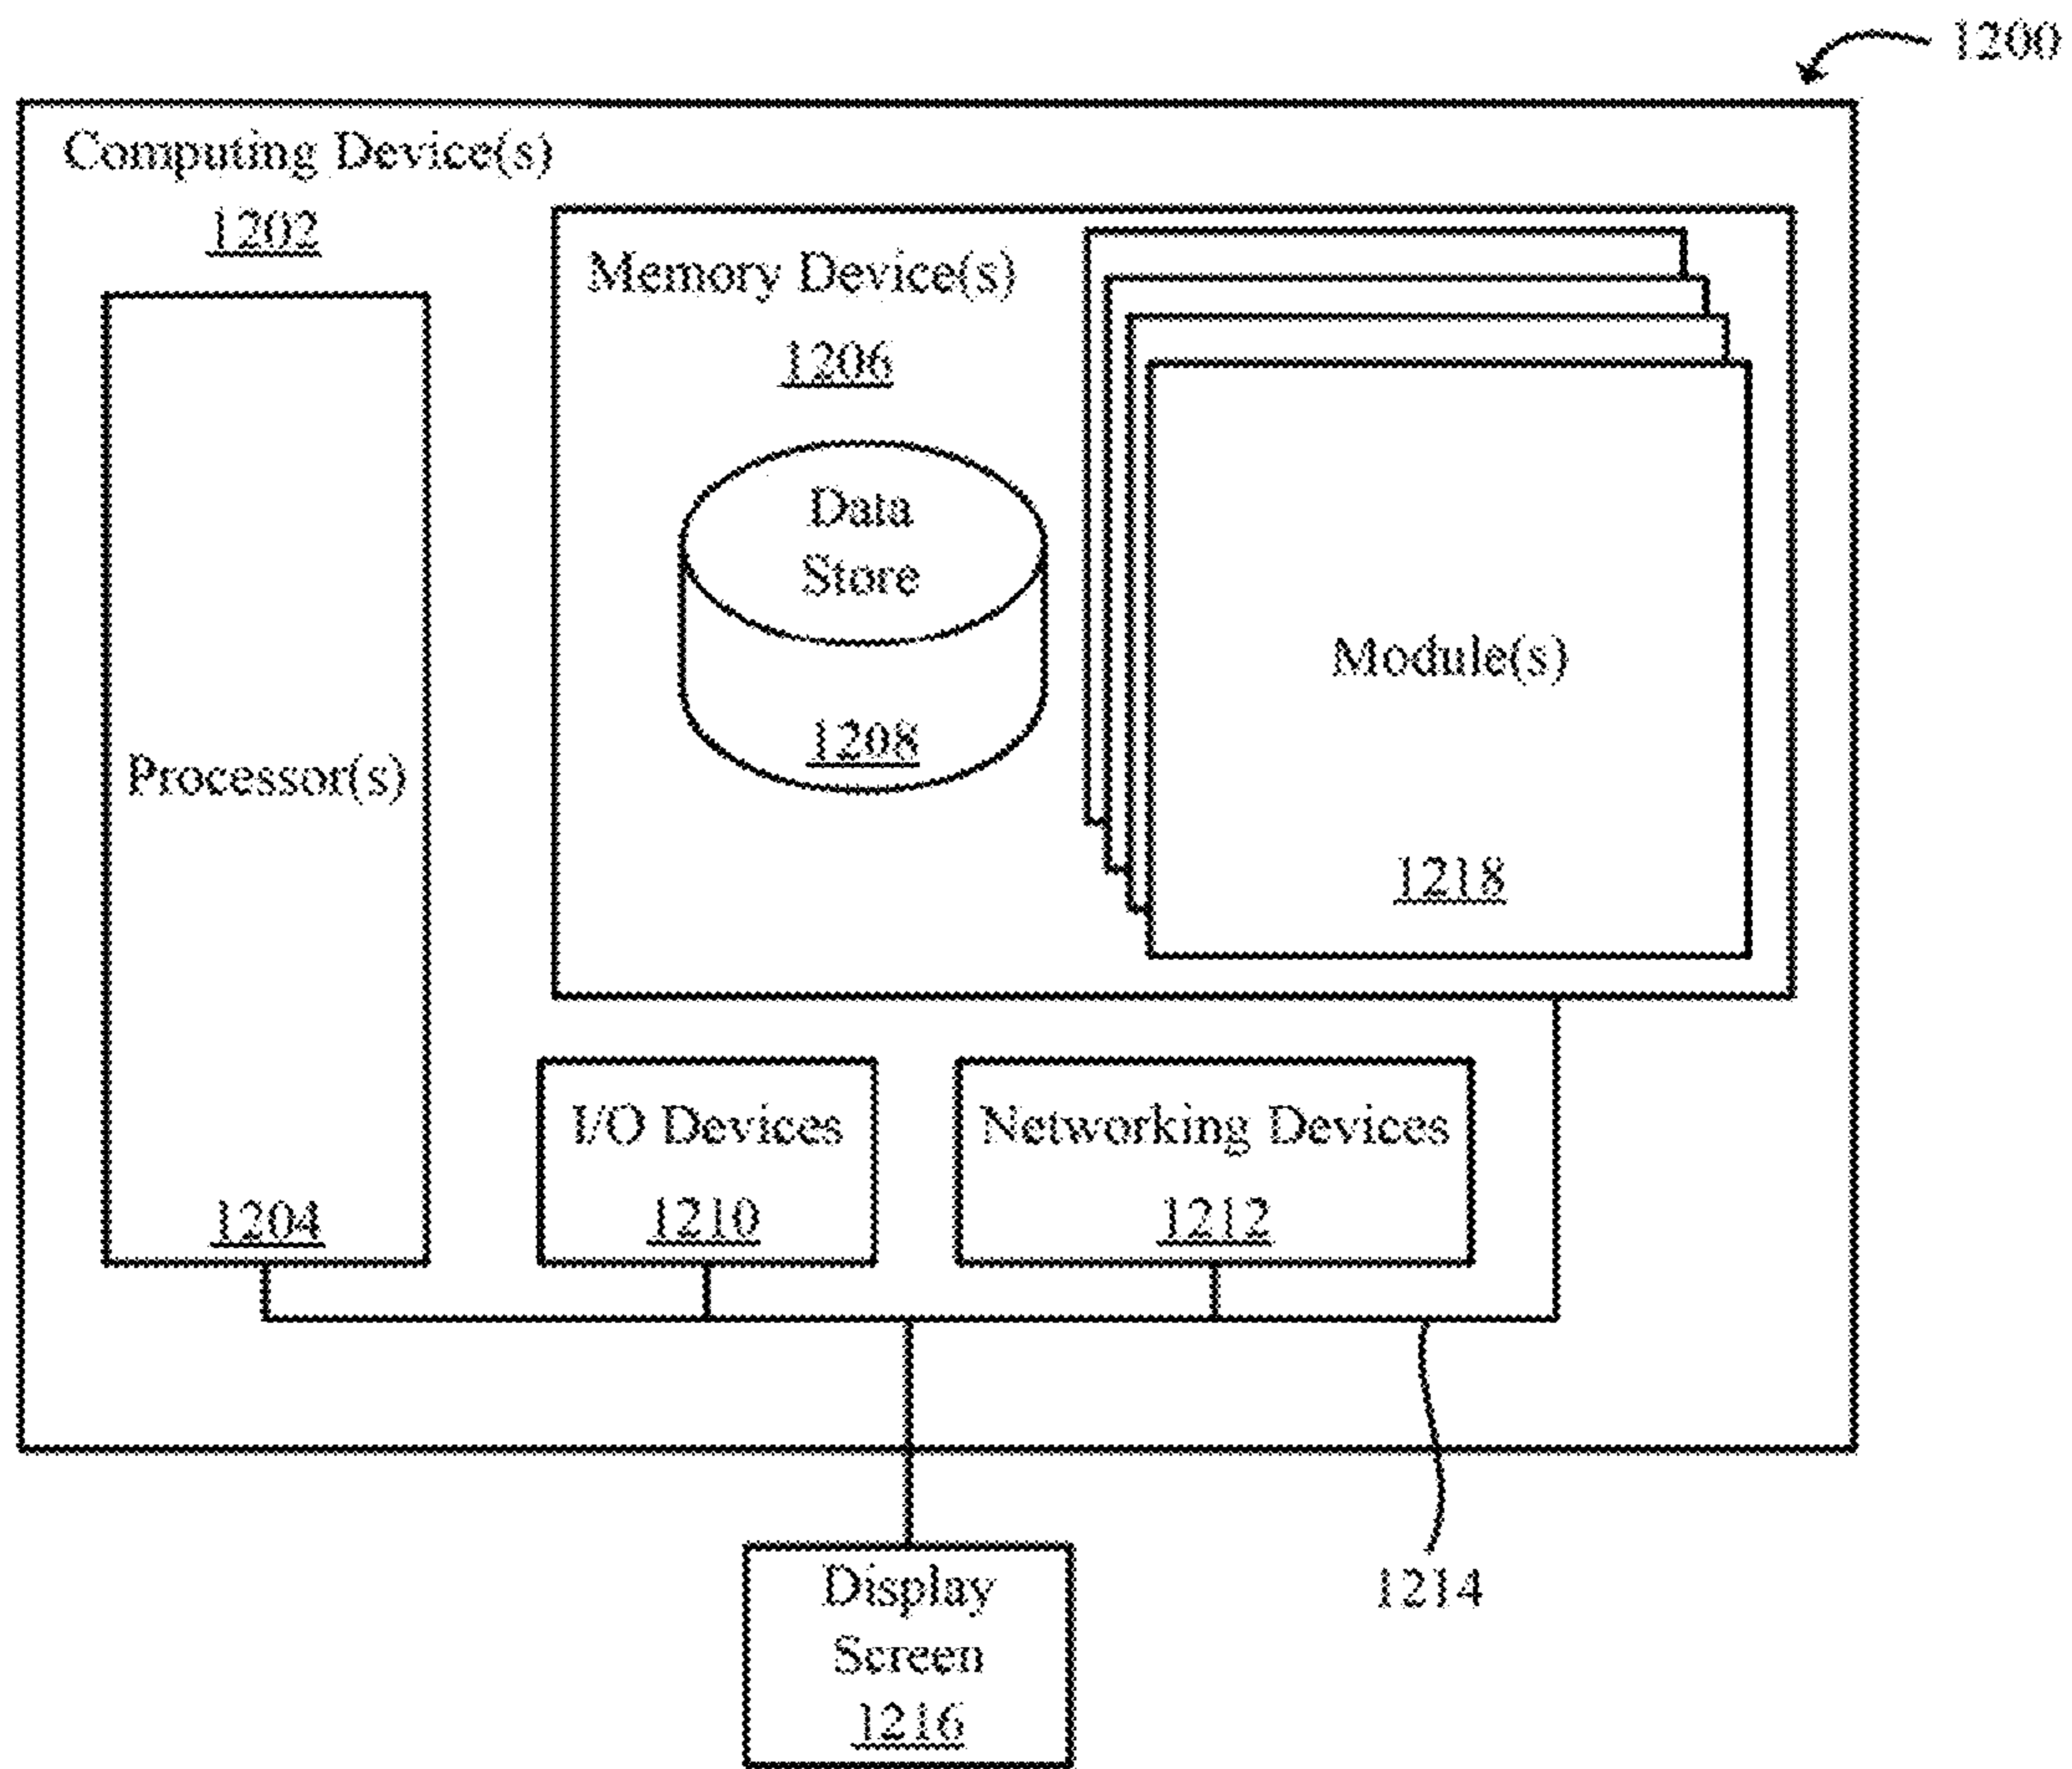 1200
Computing Device(s)
1202
Memory Device(s)
1206
Data
Store
1208
Module(s)
1218
Processor(s)
1204
I/O Devices
1210
Networking Devices
1212
1214
Display
Screen
1216